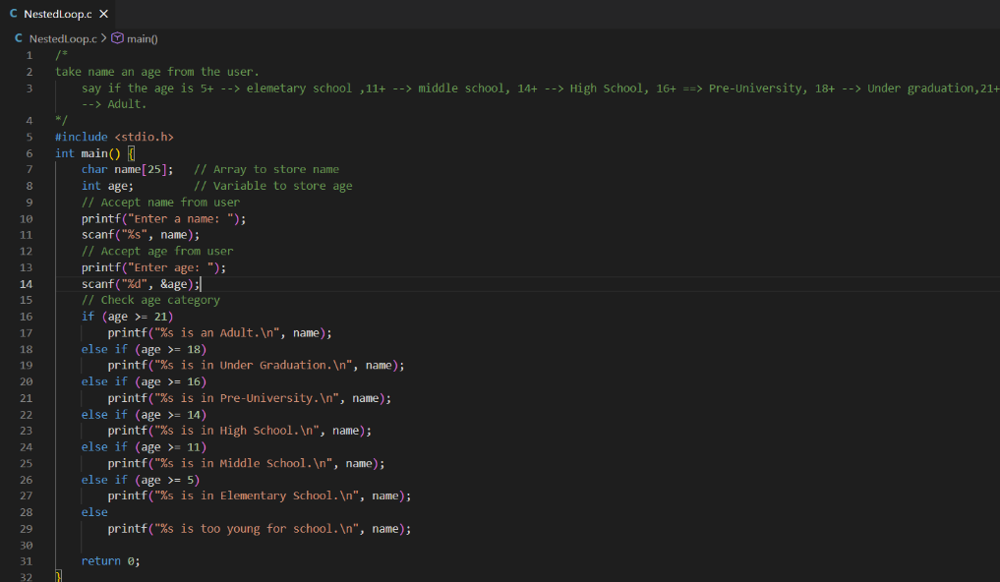 C NestedLoop.c ×
C NestedLoop.c > main()
1 /*
2 take name an age from the user.
3 say if the age is 5+ --> elemetary school ,11+ --> middle school, 14+ --> High School, 16+ ==> Pre-University, 18+ --> Under graduation,21+
--> Adult.
4 */
5 #include <stdio.h>
6 int main() {
7 char name[25]; // Array to store name
8 int age; // Variable to store age
9 // Accept name from user
10 printf("Enter a name: ");
11 scanf("%s", name);
12 // Accept age from user
13 printf("Enter age: ");
14 scanf("%d", &age);
15 // Check age category
16 if (age >= 21)
17 printf("%s is an Adult.\n", name);
18 else if (age >= 18)
19 printf("%s is in Under Graduation.\n", name);
20 else if (age >= 16)
21 printf("%s is in Pre-University.\n", name);
22 else if (age >= 14)
23 printf("%s is in High School.\n", name);
24 else if (age >= 11)
25 printf("%s is in Middle School.\n", name);
26 else if (age >= 5)
27 printf("%s is in Elementary School.\n", name);
28 else
29 printf("%s is too young for school.\n", name);
30
31 return 0;
32 }